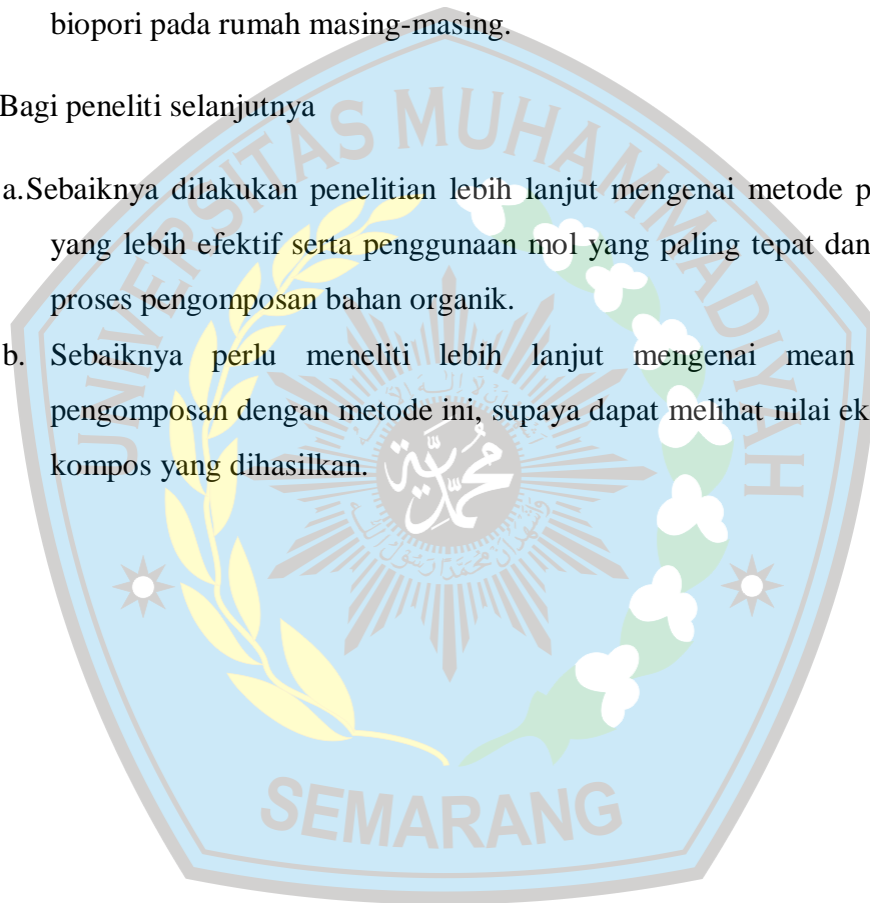 biopori pada rumah masing-masing.
Bagi peneliti selanjutnya
a.Sebaiknya dilakukan penelitian lebih lanjut mengenai metode p
yang lebih efektif serta penggunaan mol yang paling tepat dan
proses pengomposan bahan organik.
b. Sebaiknya perlu meneliti lebih lanjut mengenai mean
pengomposan dengan metode ini, supaya dapat melihat nilai ek
kompos yang dihasilkan.
UNIVERSITAS MUHAMMADIYAH
محمدية
SEMARANG